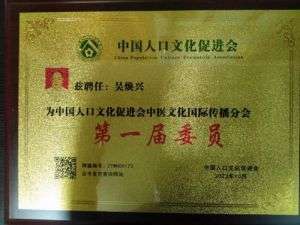 中国人口文化促进会
China Population Culture Promotion Association
兹聘任：吴焕兴
为中国人口文化促进会中医文化国际传播分会
第一届委员
中国人口文化促进会